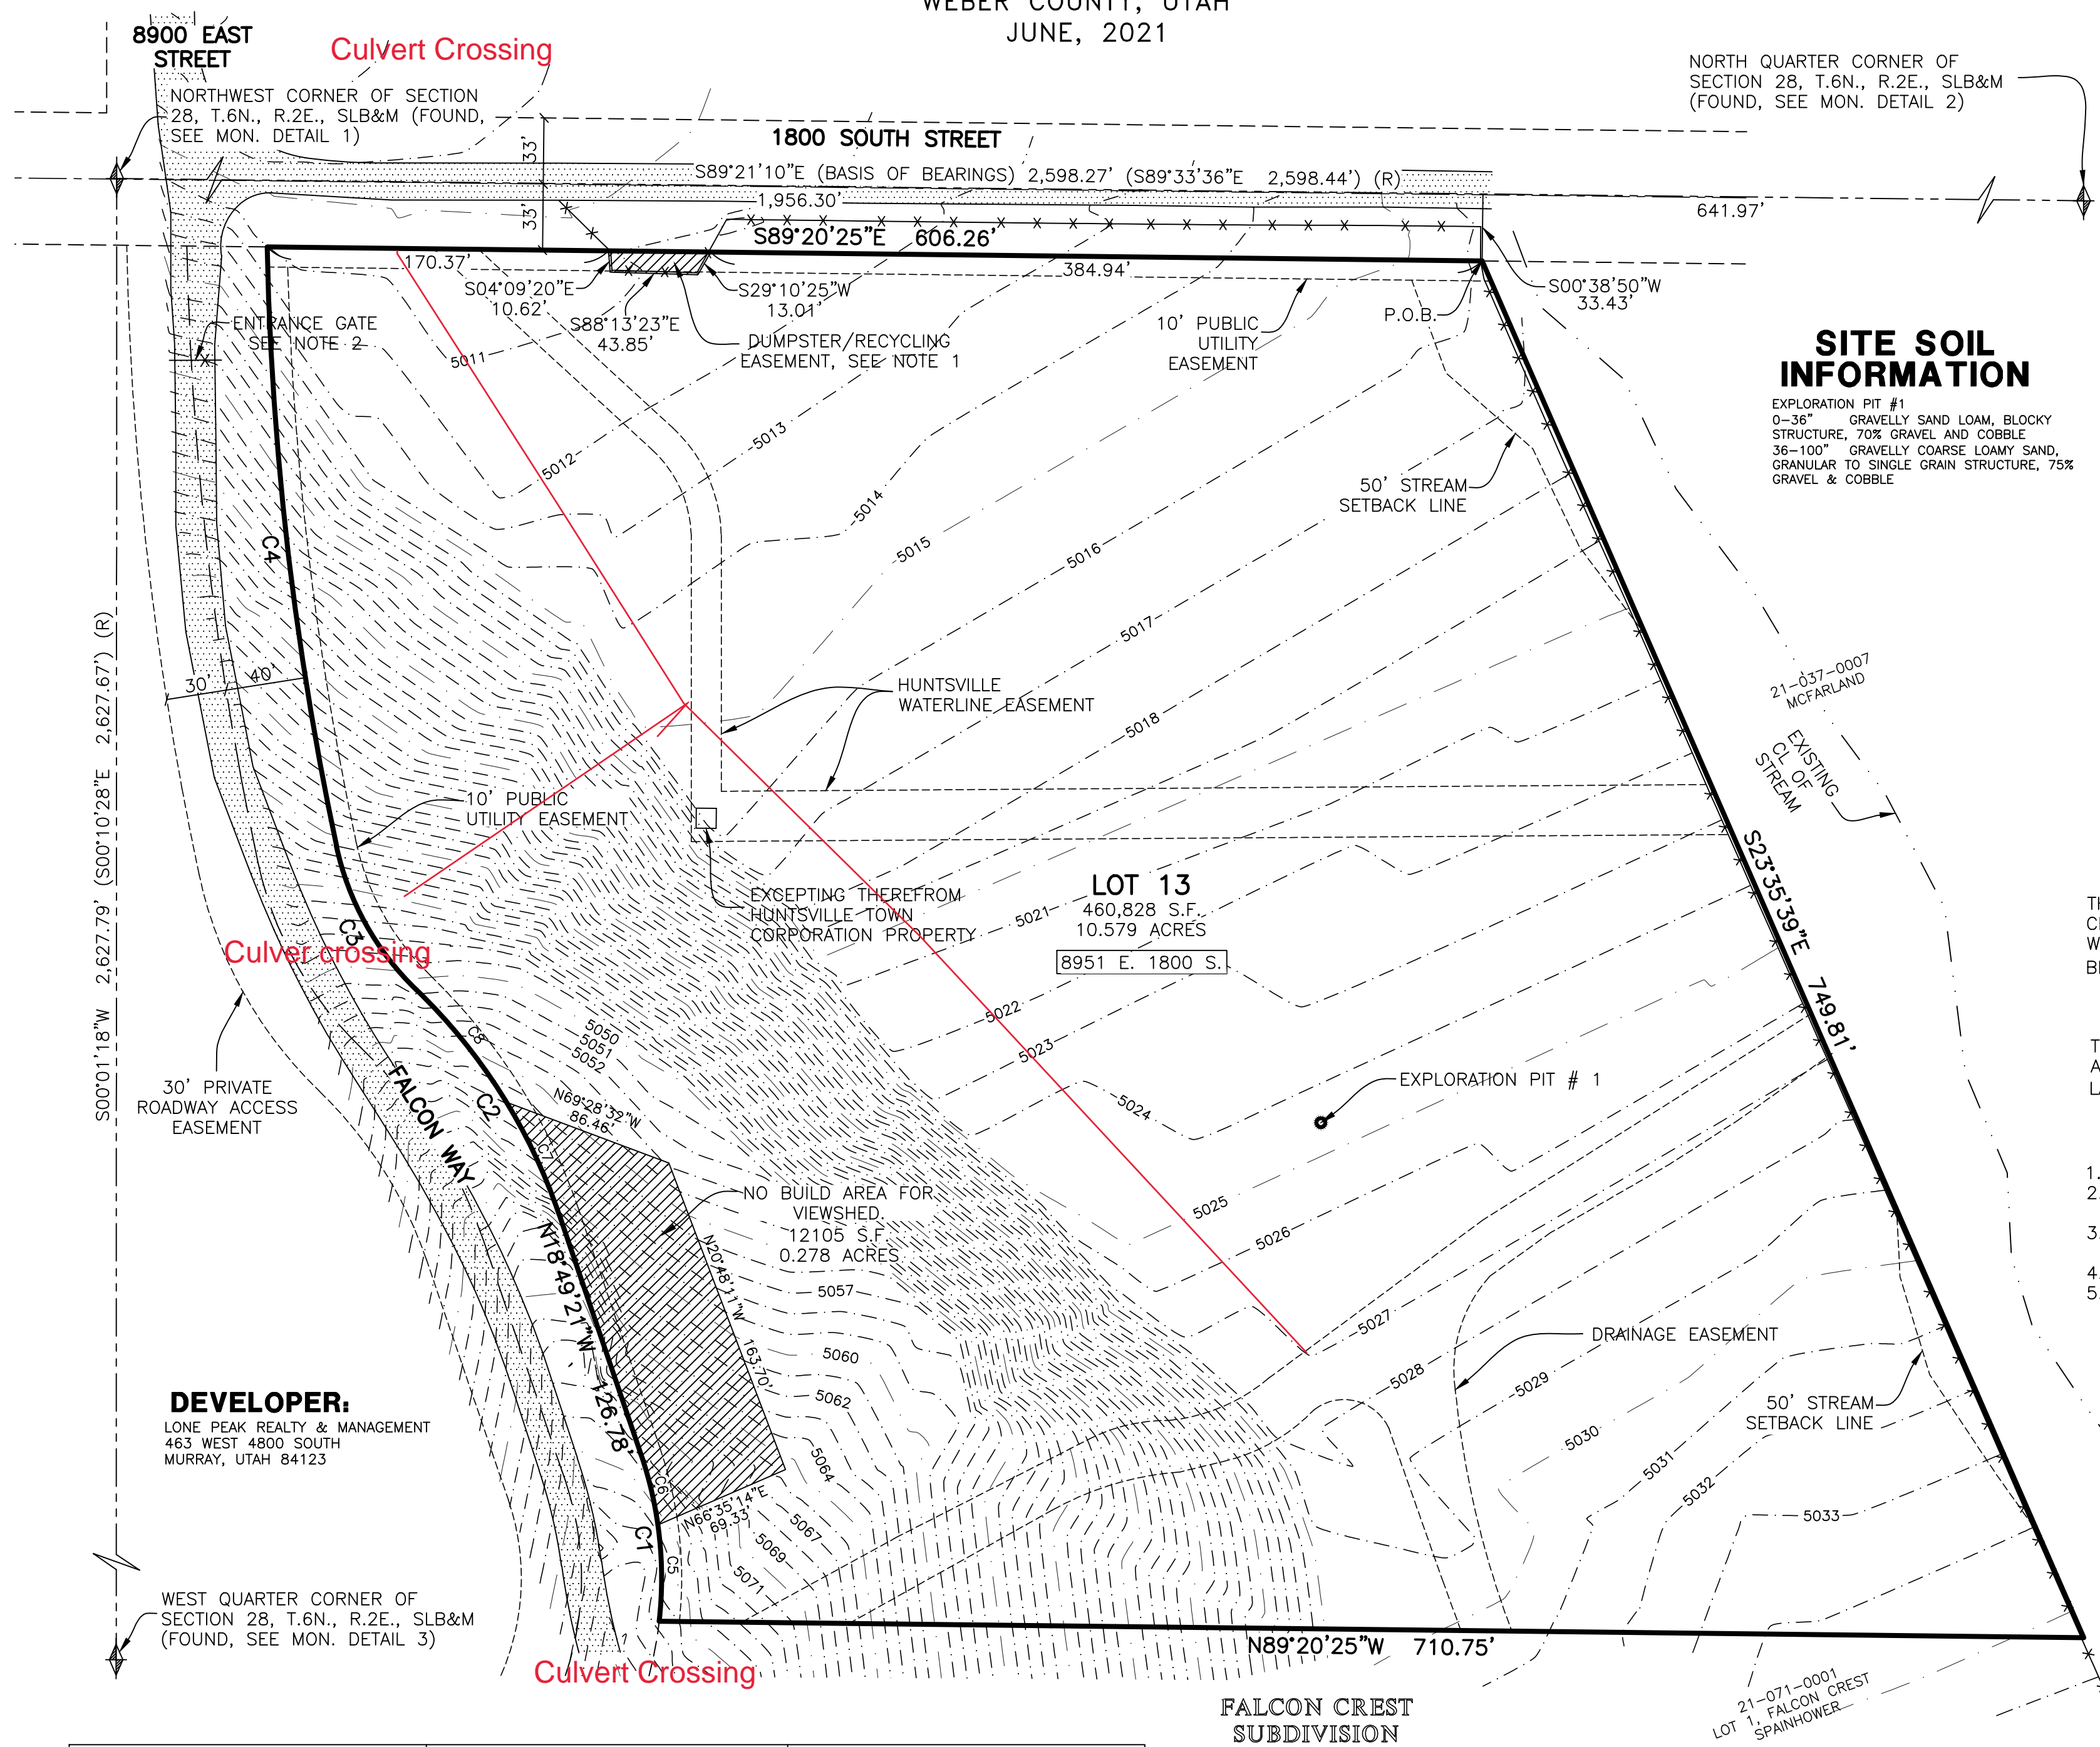 WEBER COUNTY, UTAH
JUNE, 2021
8900 EAST
STREET
Culvert Crossing
NORTHWEST CORNER OF SECTION
28, T.6N., R.2E., SLB&M (FOUND,
SEE MON. DETAIL 1)
NORTH QUARTER CORNER OF
SECTION 28, T.6N., R.2E., SLB&M
(FOUND, SEE MON. DETAIL 2)
33'
1800 SOUTH STREET
S89°21'10"E (BASIS OF BEARINGS) 2,598.27' (S89°33'36"E 2,598.44') (R)
1,956.30'
641.97'
33'
S89°20'25"E 606.26'
170.37'
384.94'
S04°09'20"E
10.62'
S88°13'23"E
43.85'
S29°10'25"W
13.01'
DUMPSTER/RECYCLING
EASEMENT, SEE NOTE 1
10' PUBLIC
UTILITY
EASEMENT
P.O.B.
S00°38'50"W
33.43'
ENTRANCE GATE
SEE NOTE 2
SITE SOIL
INFORMATION
EXPLORATION PIT #1
0-36" GRAVELLY SAND LOAM, BLOCKY
STRUCTURE, 70% GRAVEL AND COBBLE
36-100" GRAVELLY COARSE LOAMY SAND,
GRANULAR TO SINGLE GRAIN STRUCTURE, 75%
GRAVEL & COBBLE
5011
5012
5013
5014
5015
5016
5017
5018
50' STREAM
SETBACK LINE
C4
30'
40'
S00°01'18"W 2,627.79' (S00°10'28"E 2,627.67') (R)
HUNTSVILLE
WATERLINE EASEMENT
21-037-0007
MCFARLAND
EXISTING
CL OF
STREAM
10' PUBLIC
UTILITY EASEMENT
S23°35'39"E 749.81'
EXCEPTING THEREFROM
HUNTSVILLE TOWN
CORPORATION PROPERTY
LOT 13
460,828 S.F.
10.579 ACRES
8951 E. 1800 S.
C3
Culver crossing
5021
5022
5023
5024
5025
5026
5027
5028
5029
5030
5031
5032
5033
5050
5051
5052
C8
C2
C7
30' PRIVATE
ROADWAY ACCESS
EASEMENT
FALCON WAY
N69°28'32"W
86.46'
EXPLORATION PIT # 1
NO BUILD AREA FOR
VIEWSHED.
12105 S.F.
0.278 ACRES
N20°48'11"W 163.70'
N18°49'21"W 126.78'
5057
5060
5062
5064
5067
5069
5071
DRAINAGE EASEMENT
50' STREAM
SETBACK LINE
DEVELOPER:
LONE PEAK REALTY & MANAGEMENT
463 WEST 4800 SOUTH
MURRAY, UTAH 84123
C6
N66°35'14"E
69.33'
C1
C5
WEST QUARTER CORNER OF
SECTION 28, T.6N., R.2E., SLB&M
(FOUND, SEE MON. DETAIL 3)
Culvert Crossing
N89°20'25"W 710.75'
FALCON CREST
SUBDIVISION
21-071-0001
LOT 1, FALCON CREST
SPAINHOWER
1.
2.
3.
4.
5.